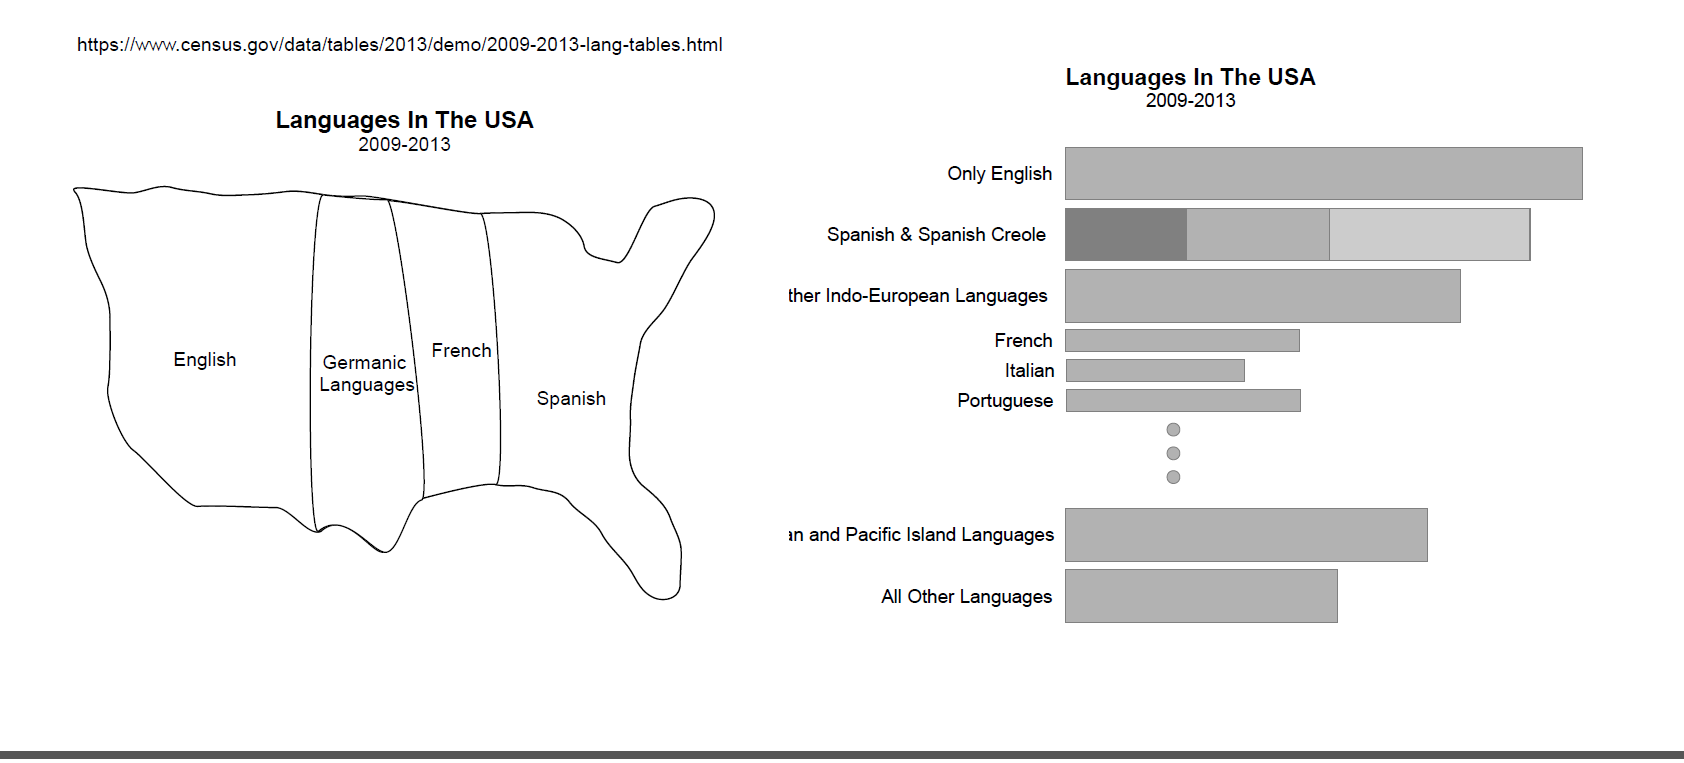 https://www.census.gov/data/tables/2013/demo/2009-2013-lang-tables.html
Languages In The USA
2009-2013
English
Germanic
Languages
French
Spanish
Languages In The USA
2009-2013
Only English
Spanish & Spanish Creole
ther Indo-European Languages
French
Italian
Portuguese
an and Pacific Island Languages
All Other Languages